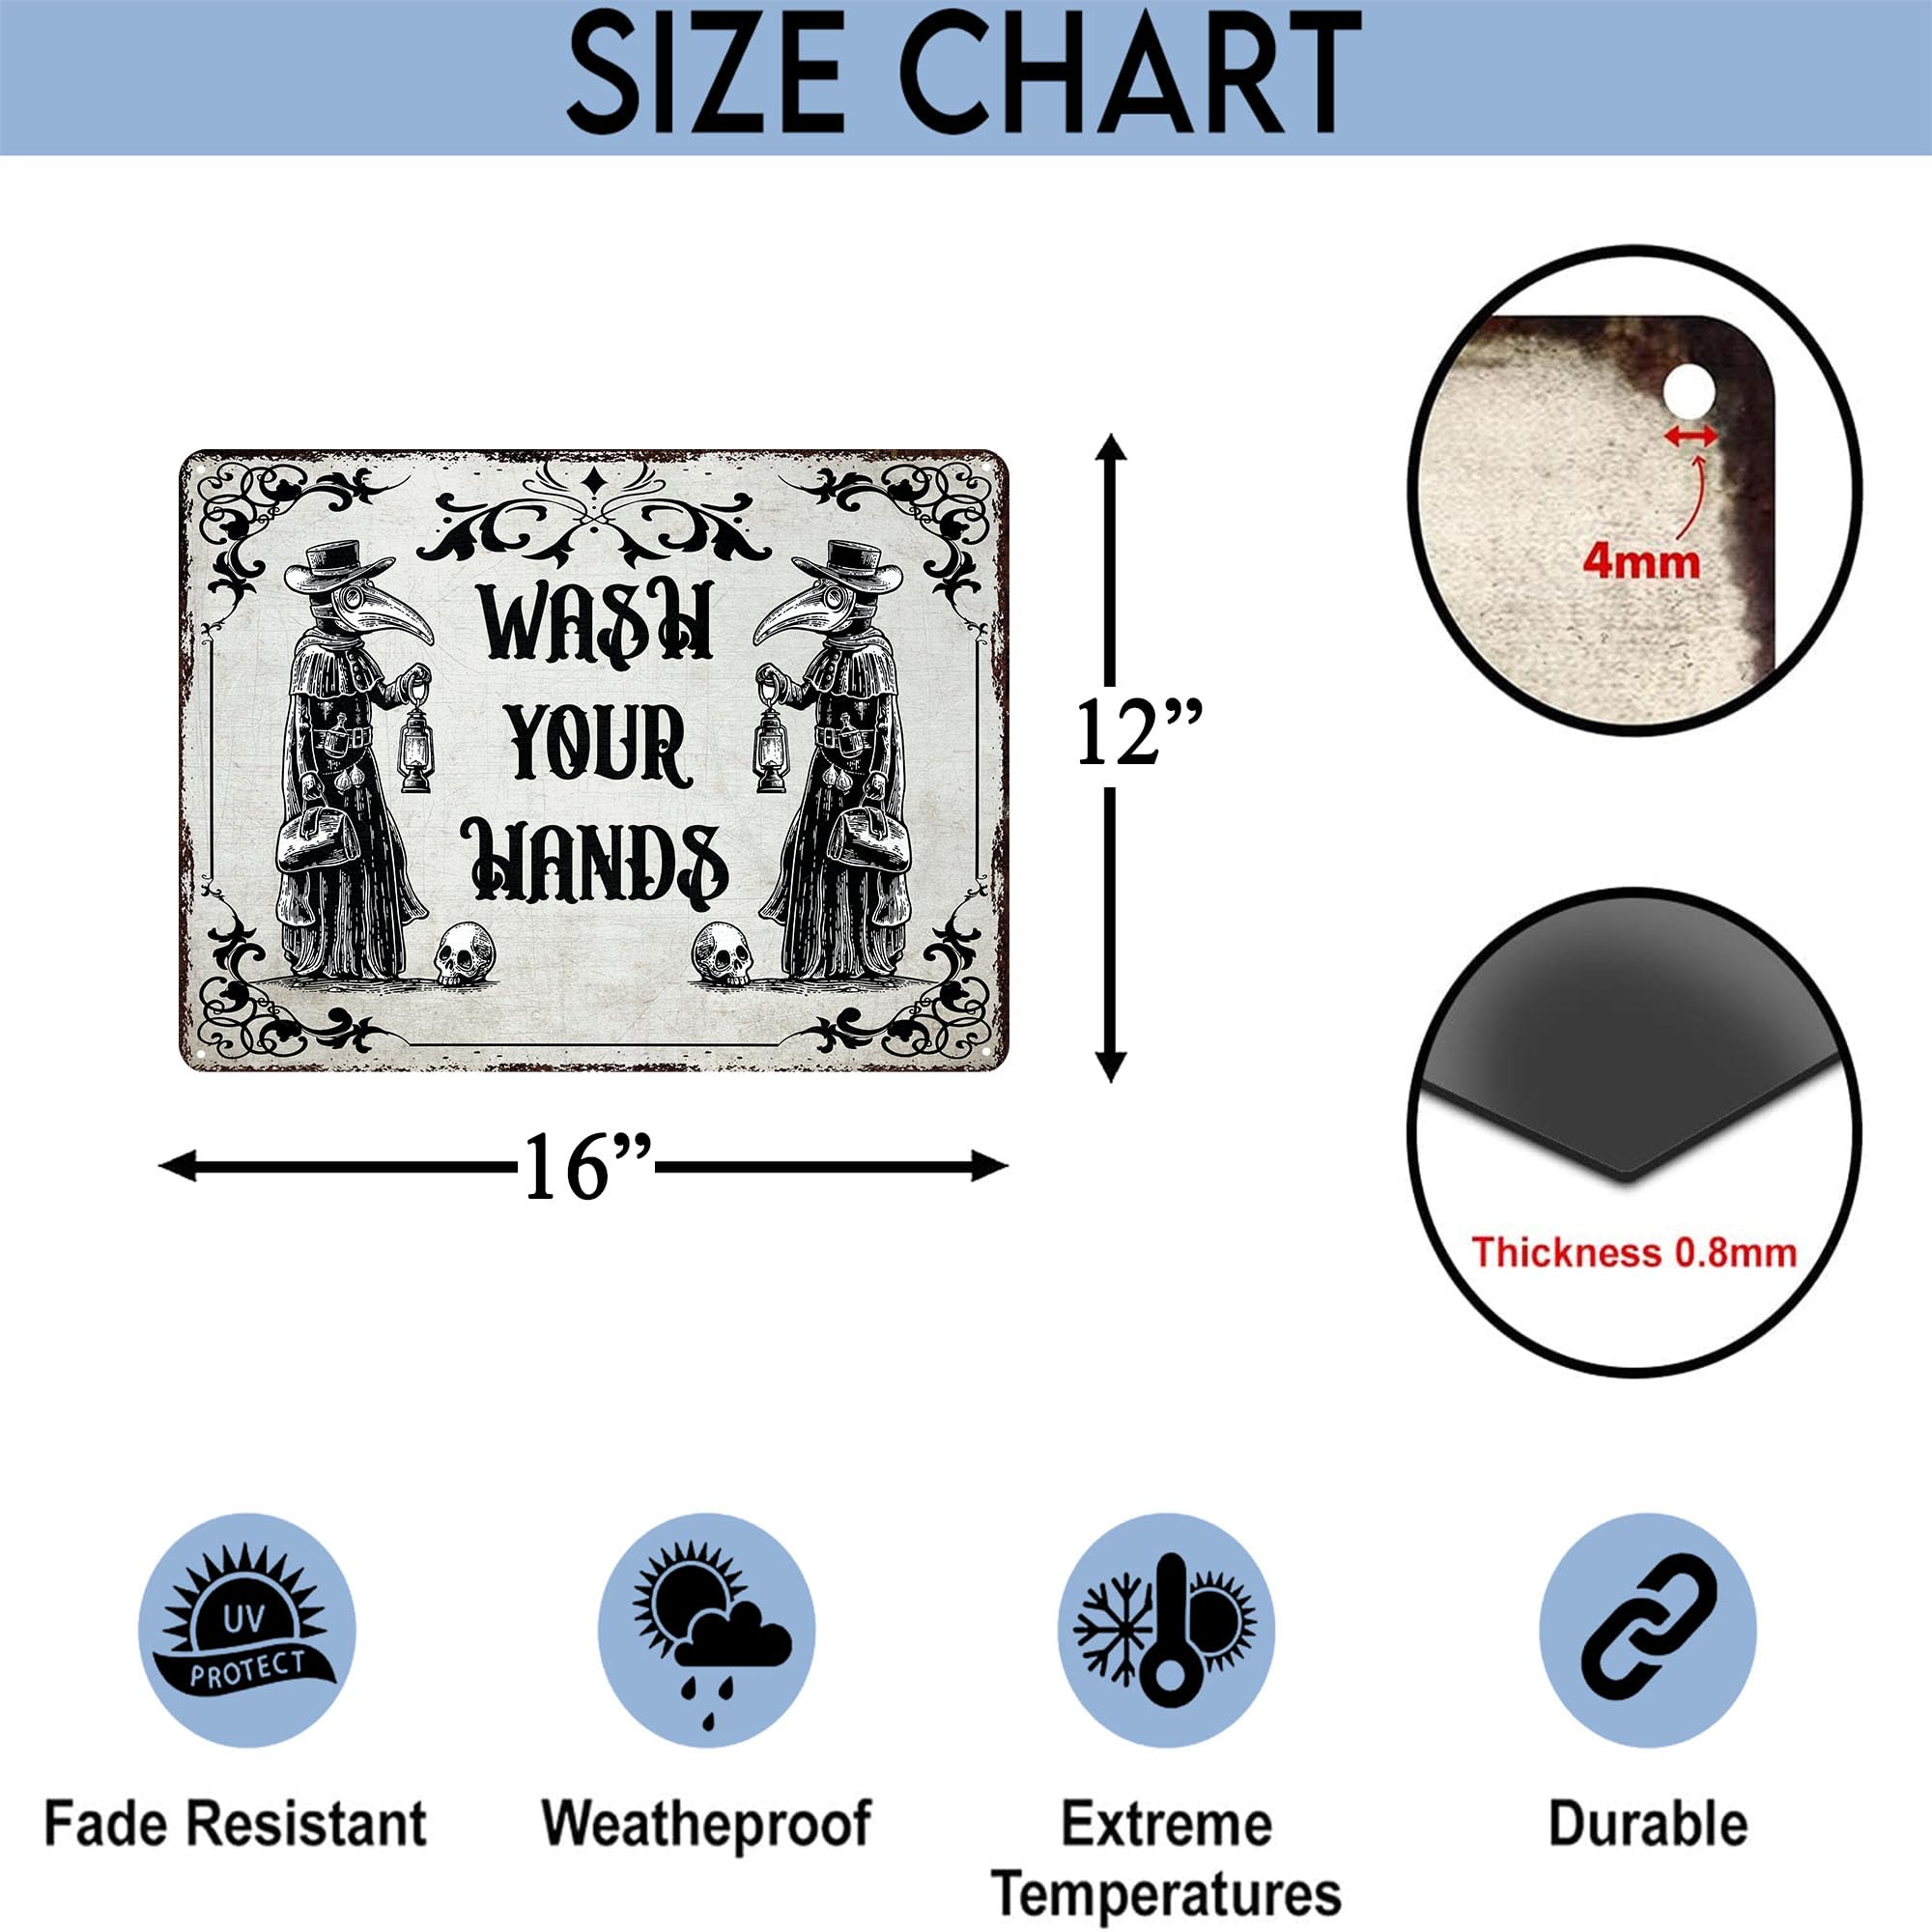 SIZE CHART
WASH
YOUR
HANDS
12”
16”
4mm
Thickness 0.8mm
UV
PROTECT
Fade Resistant
Weatheproof
Extreme
Temperatures
Durable